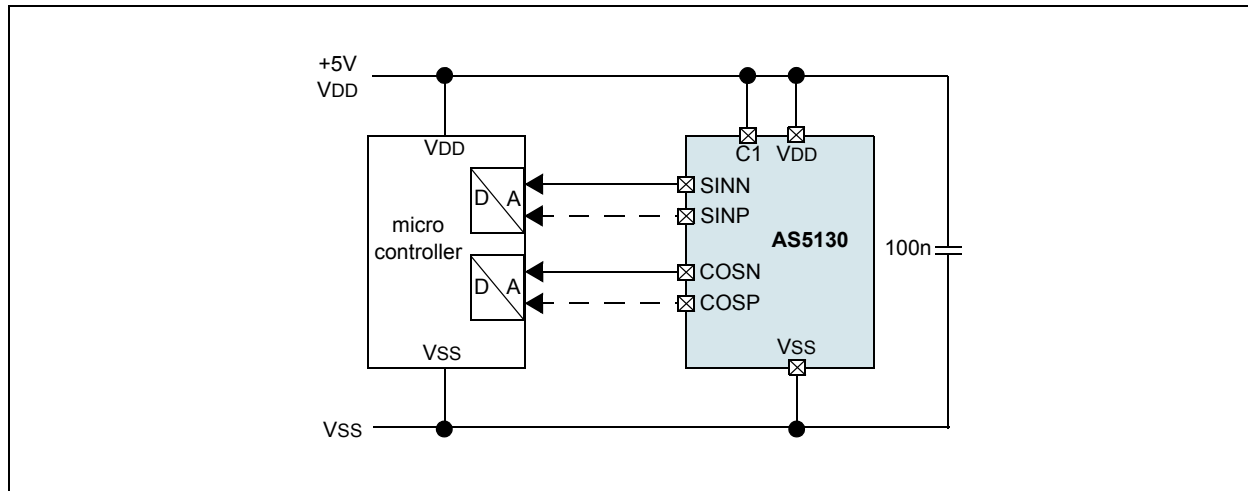 +5V
VDD
VDD
C1 VDD
D A
SINN
SINP
micro
controller
AS5130
100n
D A
COSN
COSP
VSS
VSS
VSS